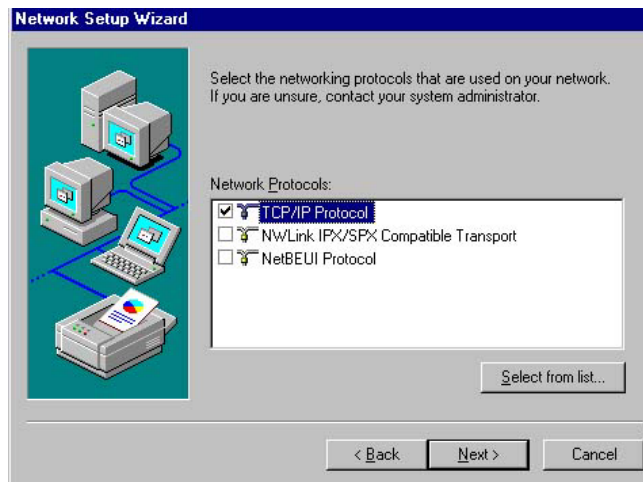 Network Setup Wizard
Select the networking protocols that are used on your network.
If you are unsure, contact your system administrator.
Network Protocols:
TCP/IP Protocol
NWLink IPX/SPX Compatible Transport
NetBEUI Protocol
Select from list...
< Back
Next >
Cancel